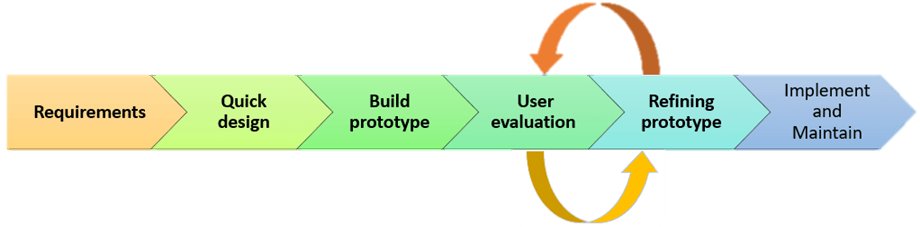 Requirements
Quick
design
Build
prototype
User
evaluation
Refining
prototype
Implement
and
Maintain